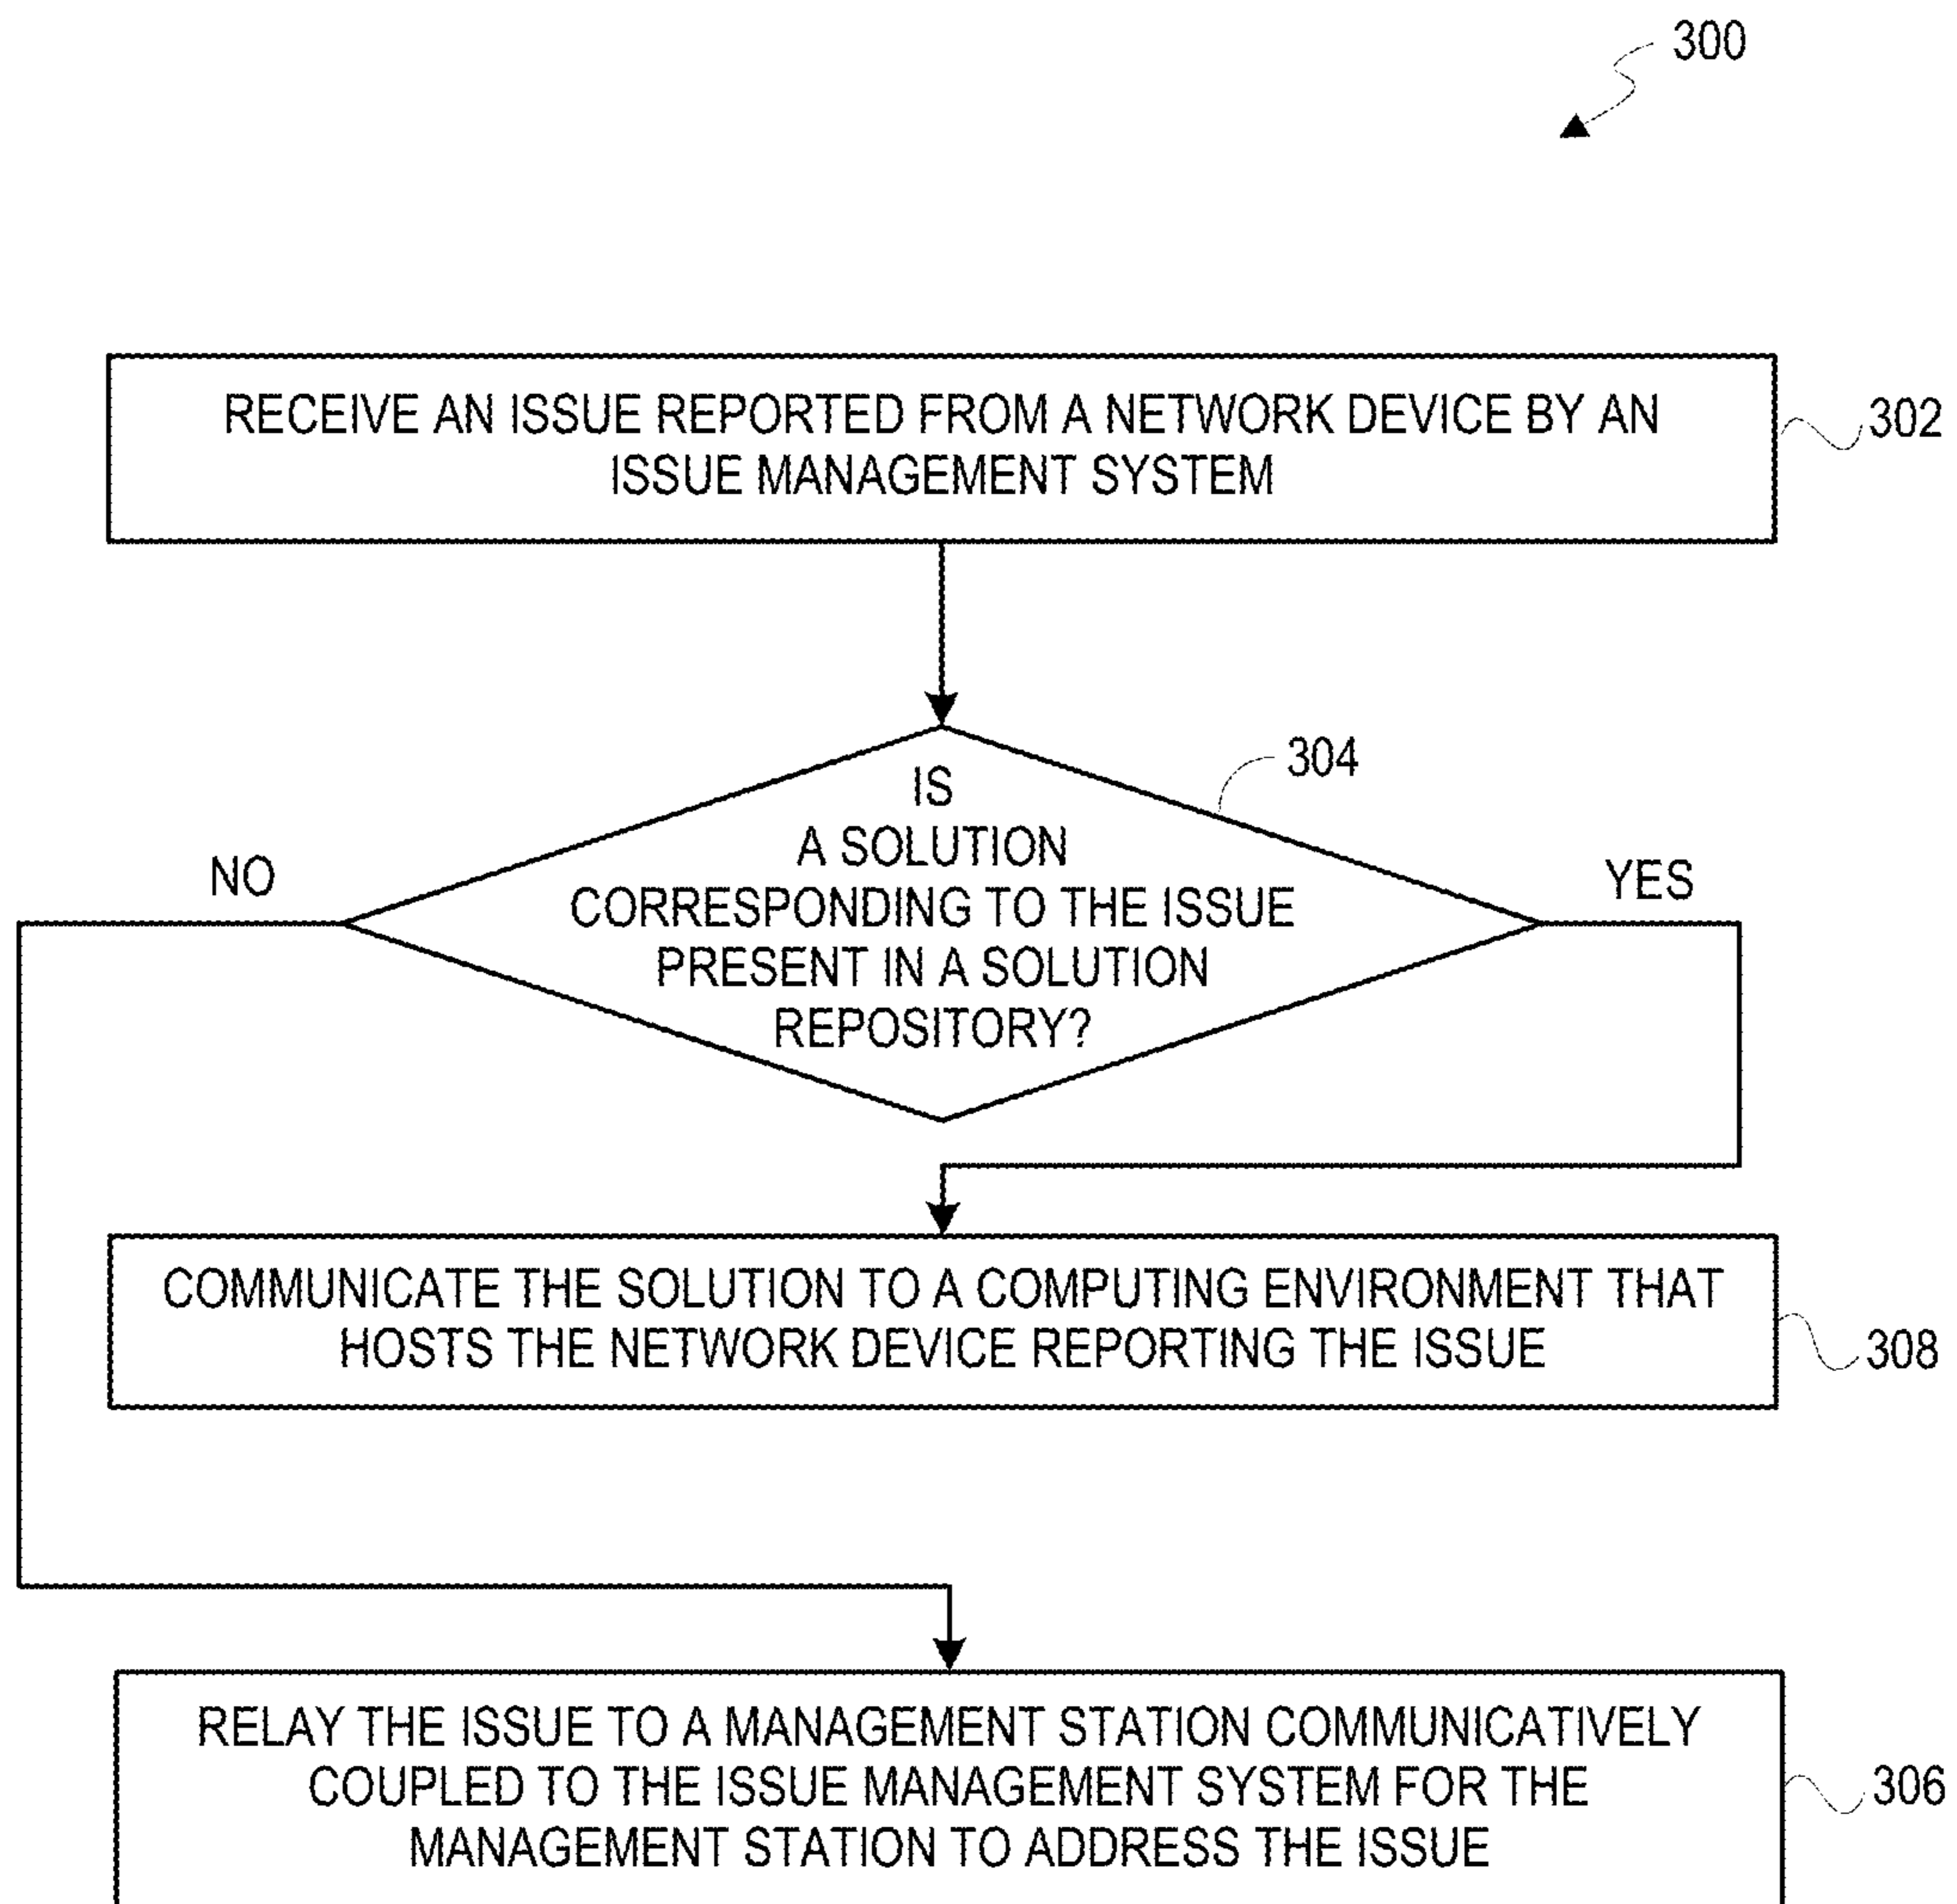 300
RECEIVE AN ISSUE REPORTED FROM A NETWORK DEVICE BY AN
ISSUE MANAGEMENT SYSTEM
302
304
IS
A SOLUTION
CORRESPONDING TO THE ISSUE
PRESENT IN A SOLUTION
REPOSITORY?
NO
YES
COMMUNICATE THE SOLUTION TO A COMPUTING ENVIRONMENT THAT
HOSTS THE NETWORK DEVICE REPORTING THE ISSUE
308
RELAY THE ISSUE TO A MANAGEMENT STATION COMMUNICATIVELY
COUPLED TO THE ISSUE MANAGEMENT SYSTEM FOR THE
MANAGEMENT STATION TO ADDRESS THE ISSUE
306